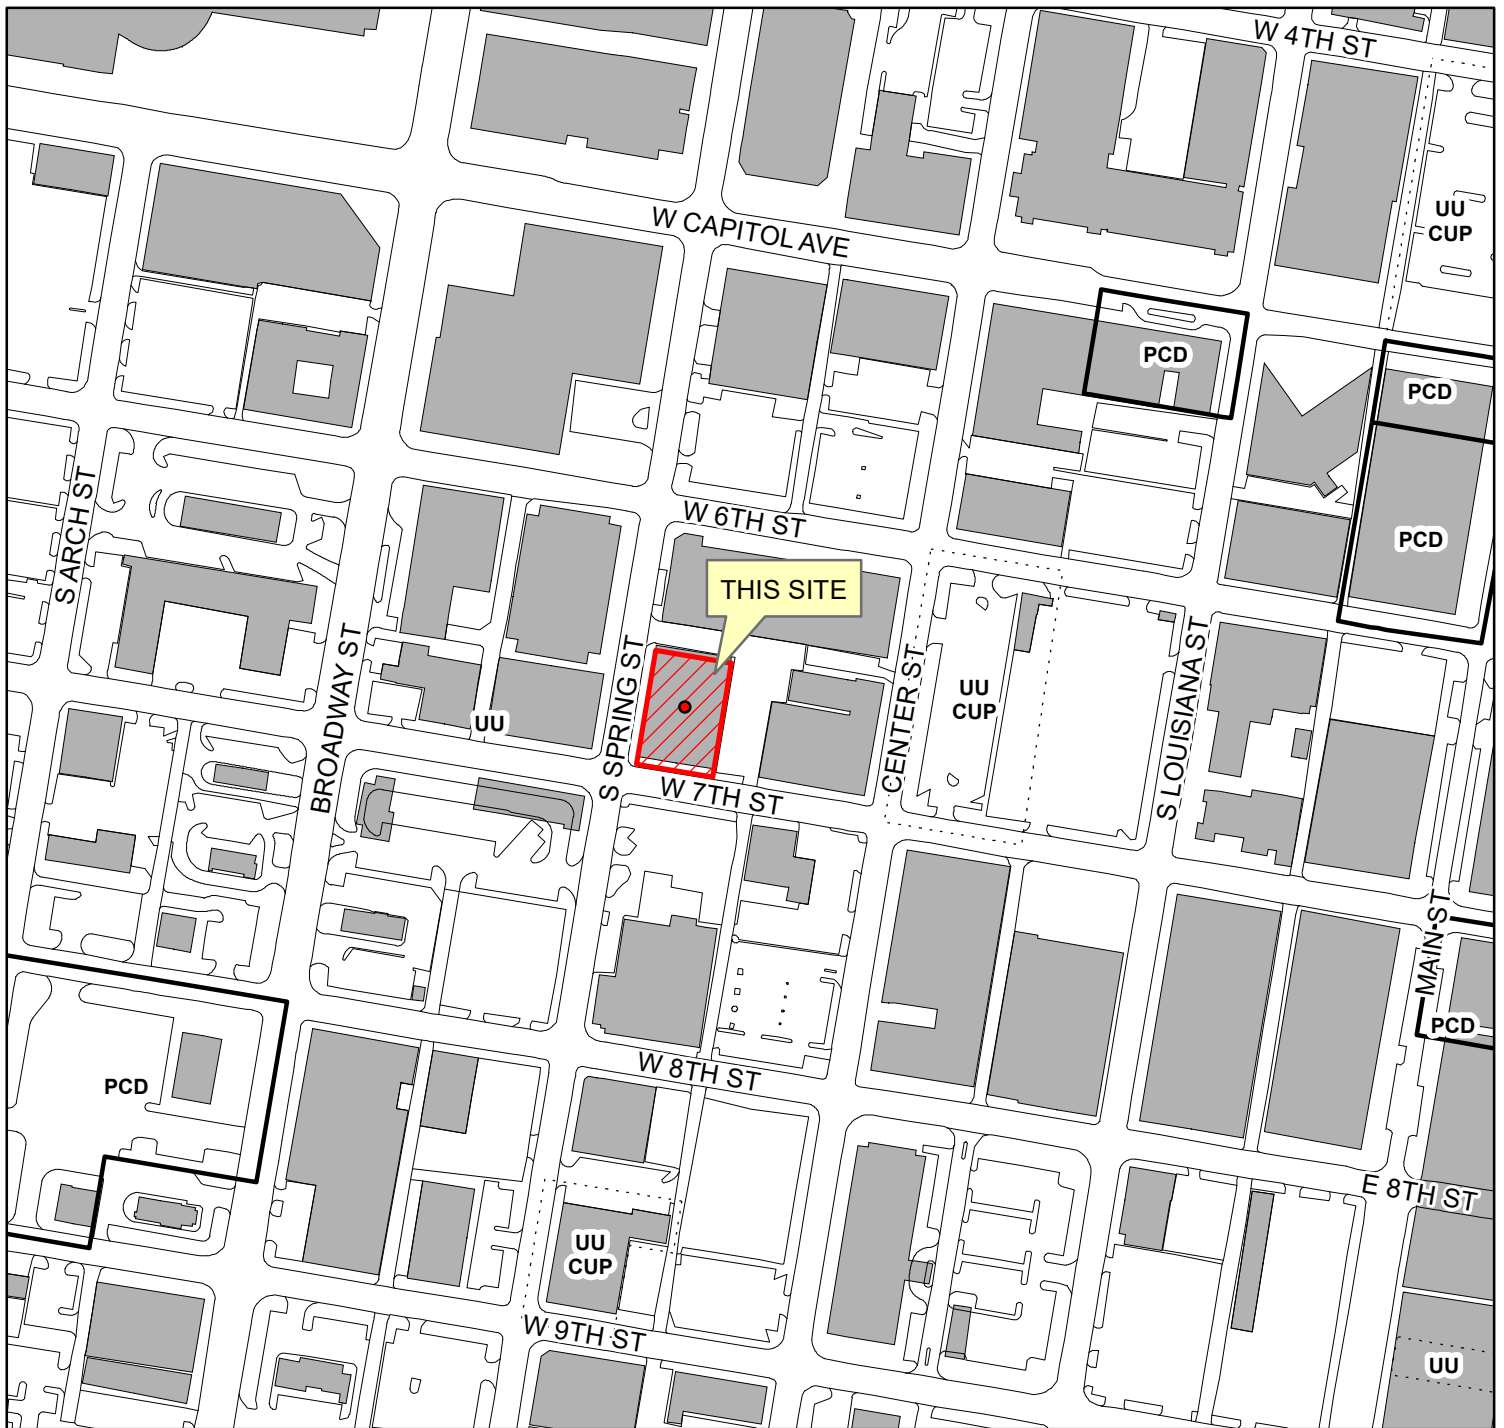 W 4TH ST
UU
CUP
W CAPITOL AVE
PCD
PCD
S ARCH ST
W 6TH ST
PCD
THIS SITE
BROADWAY ST
S SPRING ST
CENTER ST
S LOUISIANA ST
UU
CUP
UU
W 7TH ST
MAIN ST
PCD
W 8TH ST
PCD
E 8TH ST
UU
CUP
W 9TH ST
UU